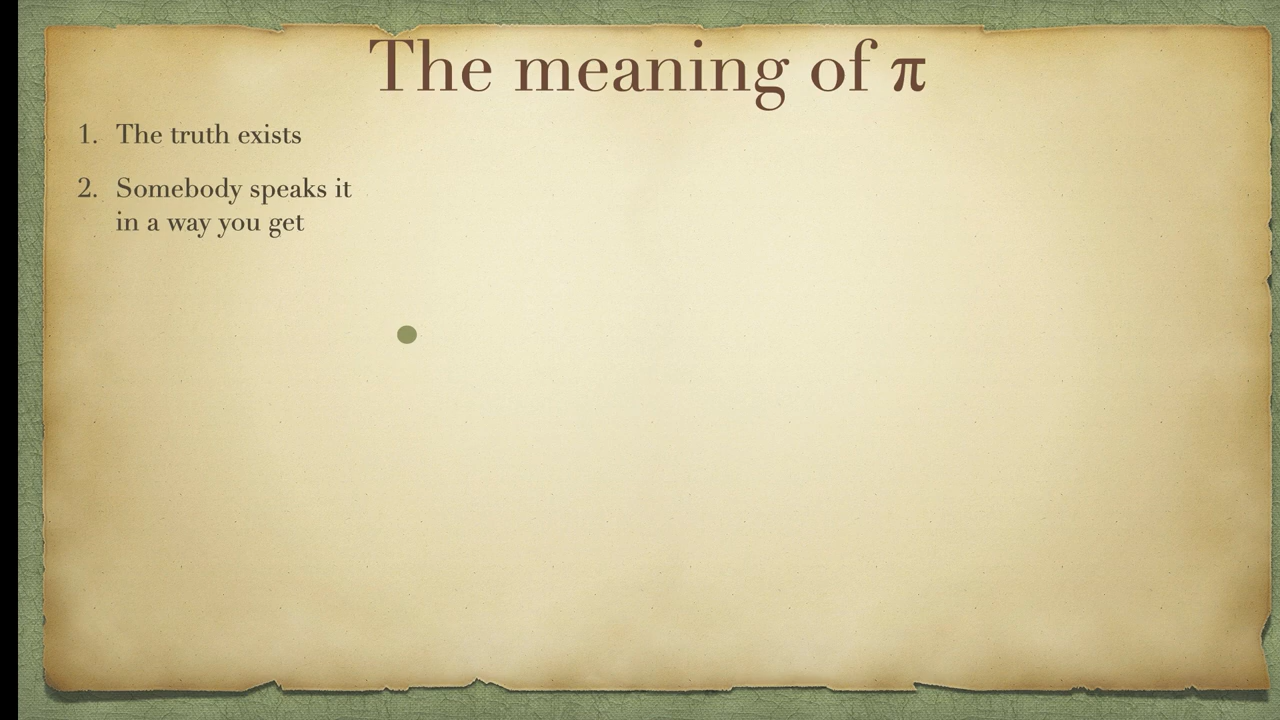 The meaning of π
1. The truth exists
2. Somebody speaks it
in a way you get